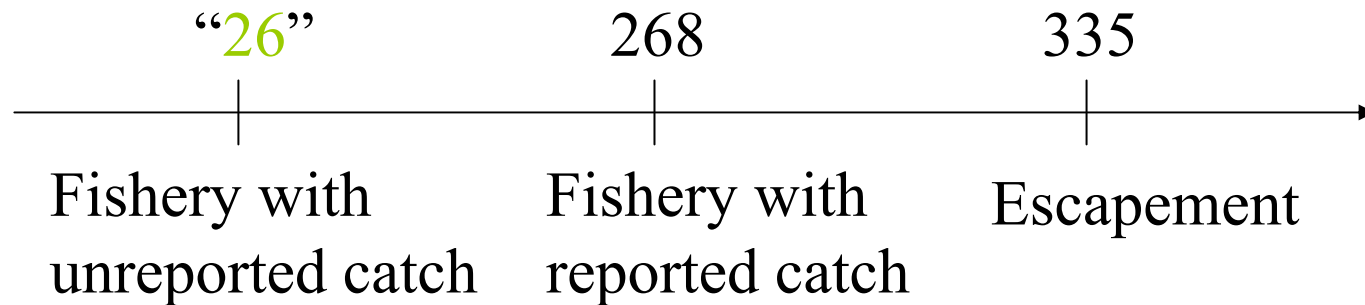 “26” 268 335
Fishery with unreported catch
Fishery with reported catch
Escapement